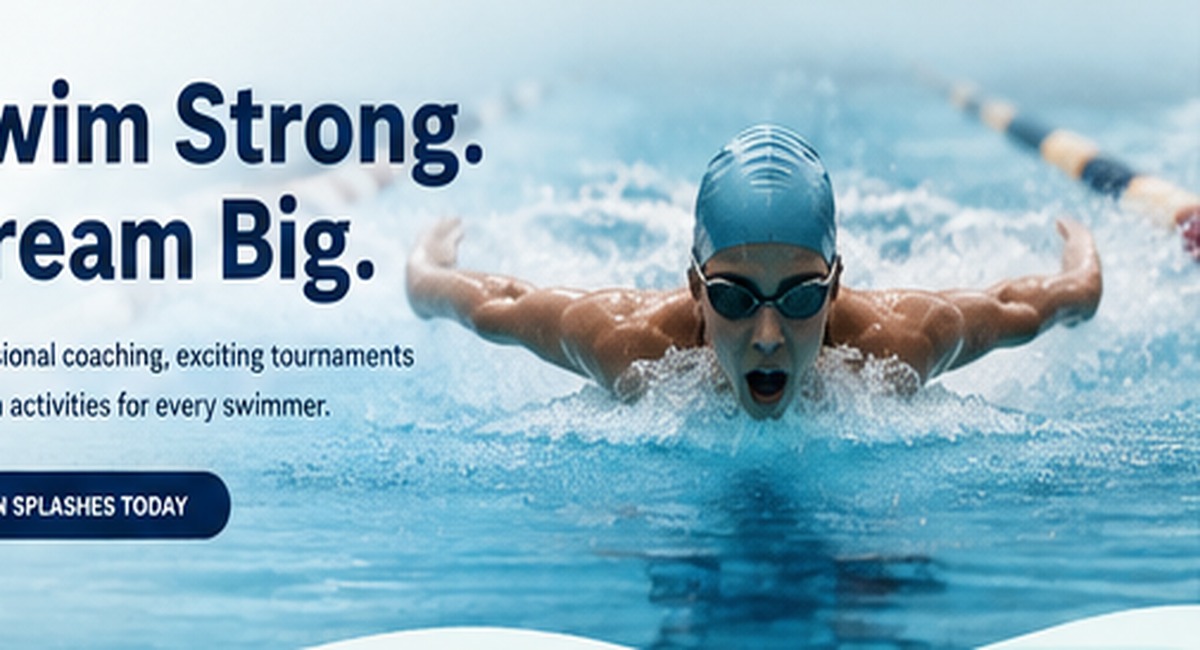 wim Strong.
ream Big.
sional coaching, exciting tournaments
activities for every swimmer.
N SPLASHES TODAY